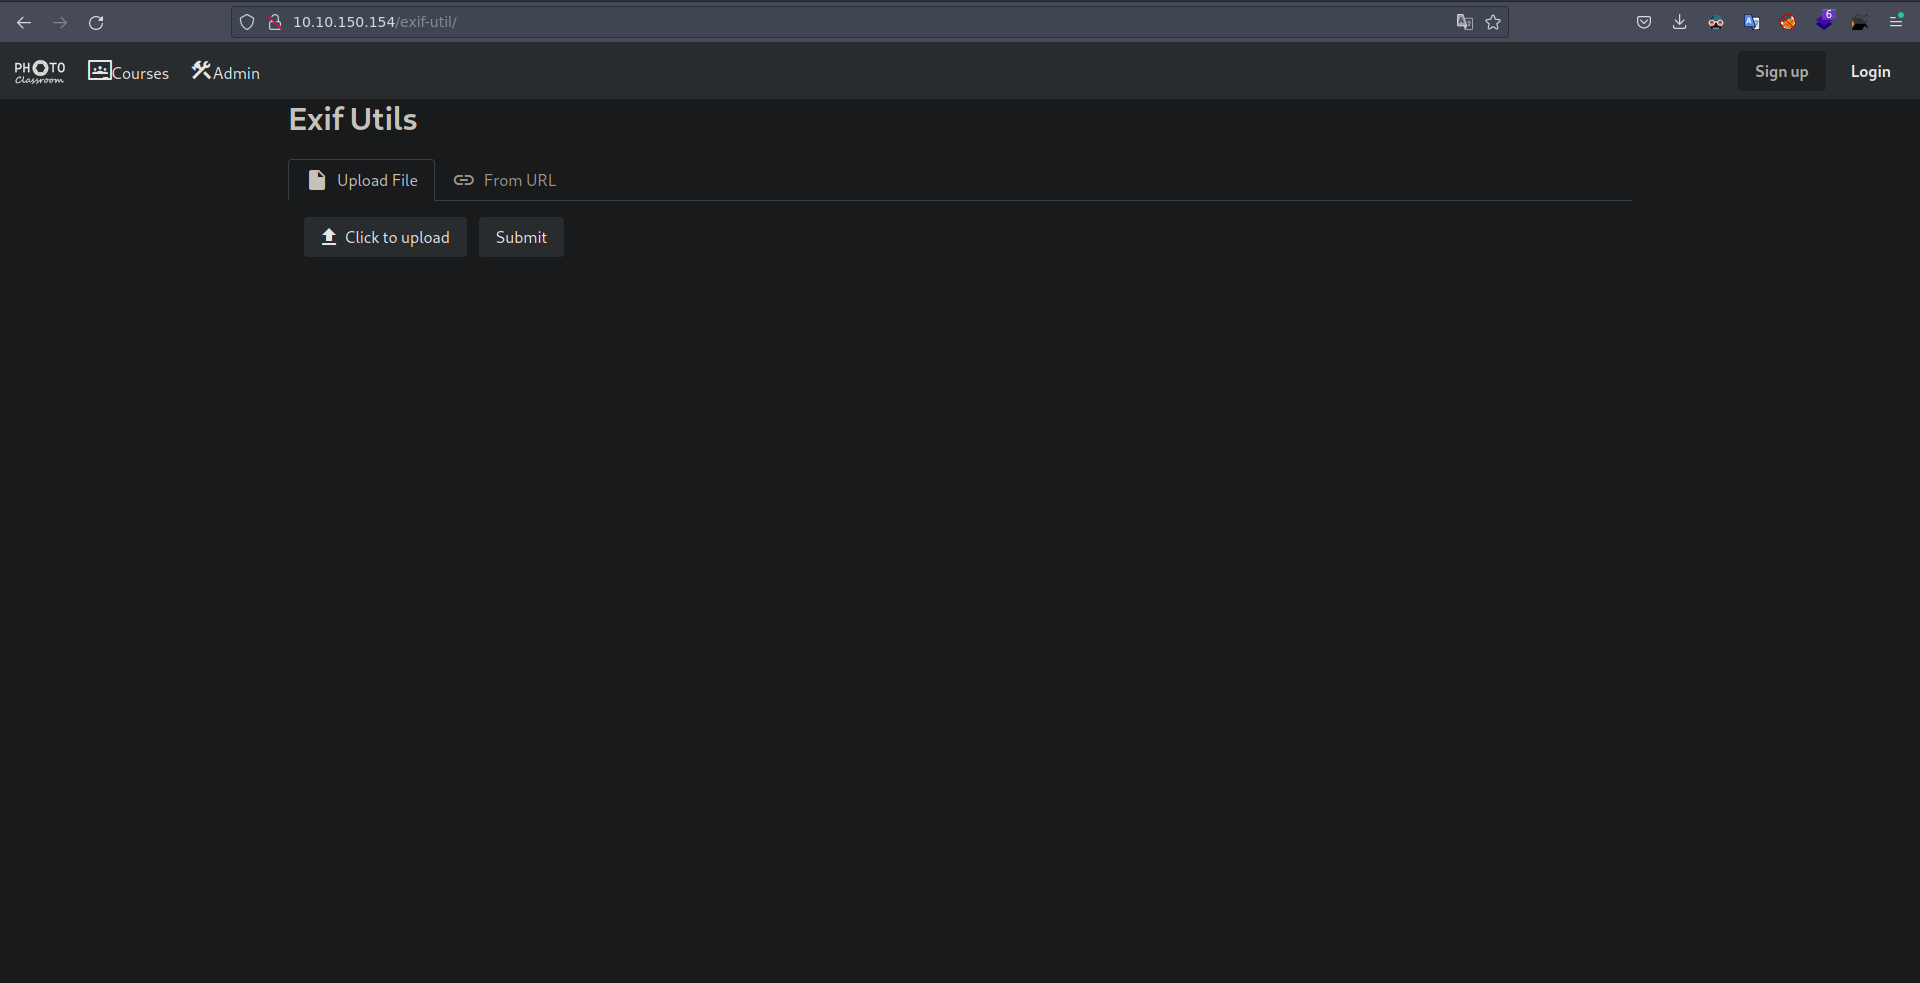 10.10.150.154/exif-util/
6
PHOTO
Classroom
Courses
Admin
Sign up
Login
Exif Utils
Upload File
From URL
Click to upload
Submit